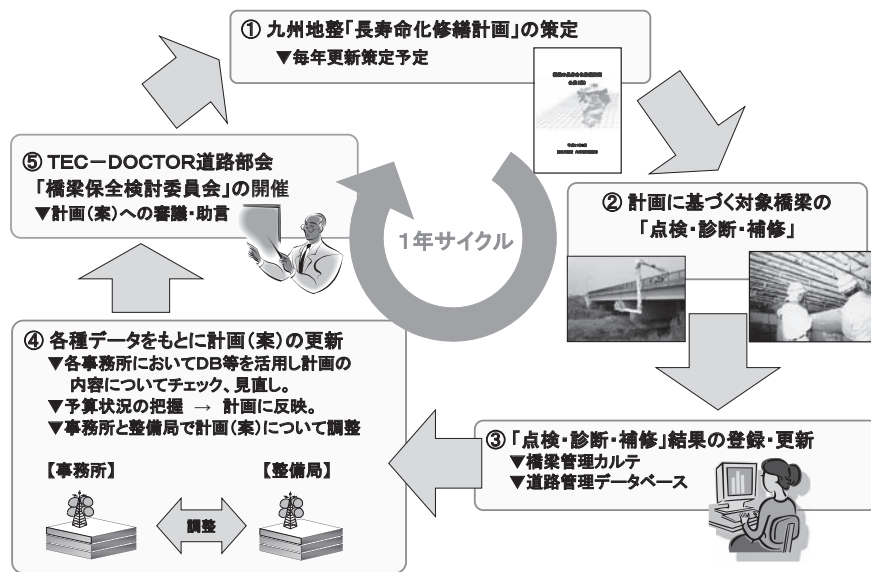 ① 九州地整「長寿命化修繕計画」の策定
▼毎年更新策定予定
② 計画に基づく対象橋梁の
「点検・診断・補修」
③ 「点検・診断・補修」結果の登録・更新
▼橋梁管理カルテ
▼道路管理データベース
④ 各種データをもとに計画(案)の更新
▼各事務所においてDB等を活用し計画の
内容についてチェック、見直し。
▼予算状況の把握 → 計画に反映。
▼事務所と整備局で計画(案)について調整
【事務所】
【整備局】
調整
⑤ TEC-DOCTOR道路部会
「橋梁保全検討委員会」の開催
▼計画(案)への審議・助言
1年サイクル